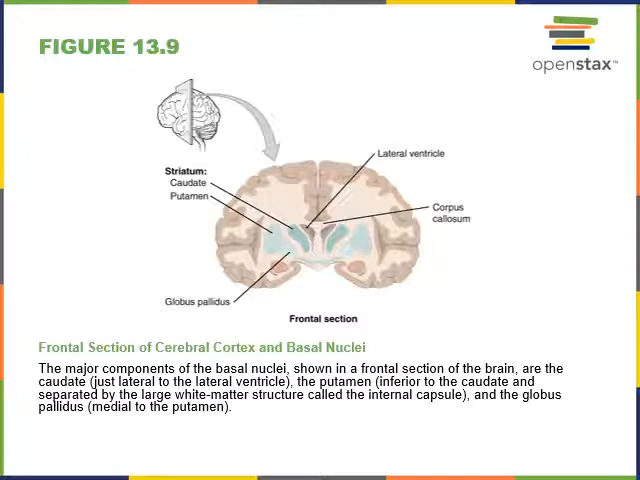 FIGURE 13.9
openstax™
Lateral ventricle
Striatum:
Caudate
Putamen
Corpus
callosum
Globus pallidus
Frontal section
Frontal Section of Cerebral Cortex and Basal Nuclei
The major components of the basal nuclei, shown in a frontal section of the brain, are the
caudate (just lateral to the lateral ventricle), the putamen (inferior to the caudate and
separated by the large white-matter structure called the internal capsule), and the globus
pallidus (medial to the putamen).